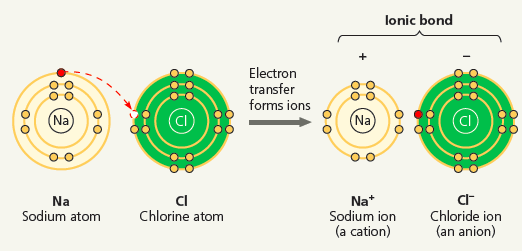 Ionic bond
+
−
Electron
transfer
forms ions
Na
Cl
Na
Cl
Na
Sodium atom
Cl
Chlorine atom
Na⁺
Sodium ion
(a cation)
Cl⁻
Chloride ion
(an anion)